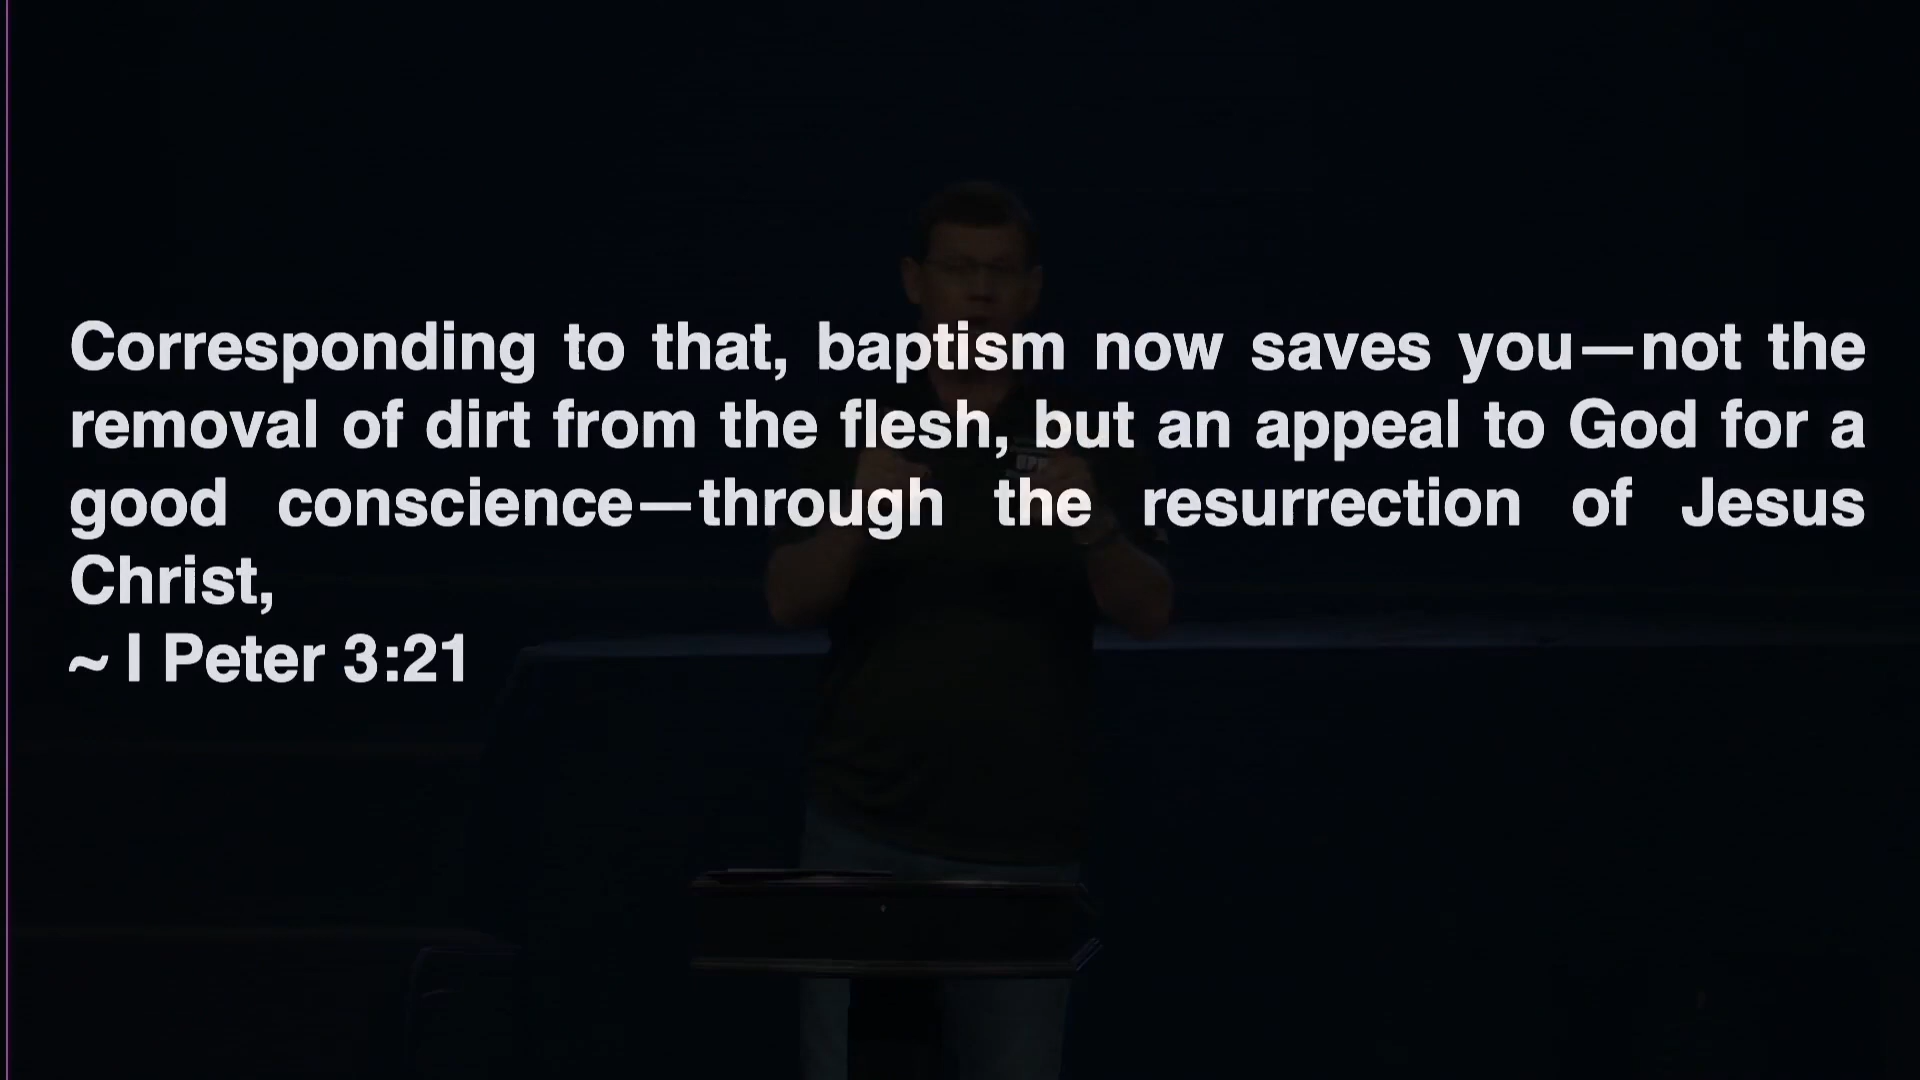 Corresponding to that, baptism now saves you—not the
removal of dirt from the flesh, but an appeal to God for a
good conscience—through the resurrection of Jesus
Christ,
~ I Peter 3:21